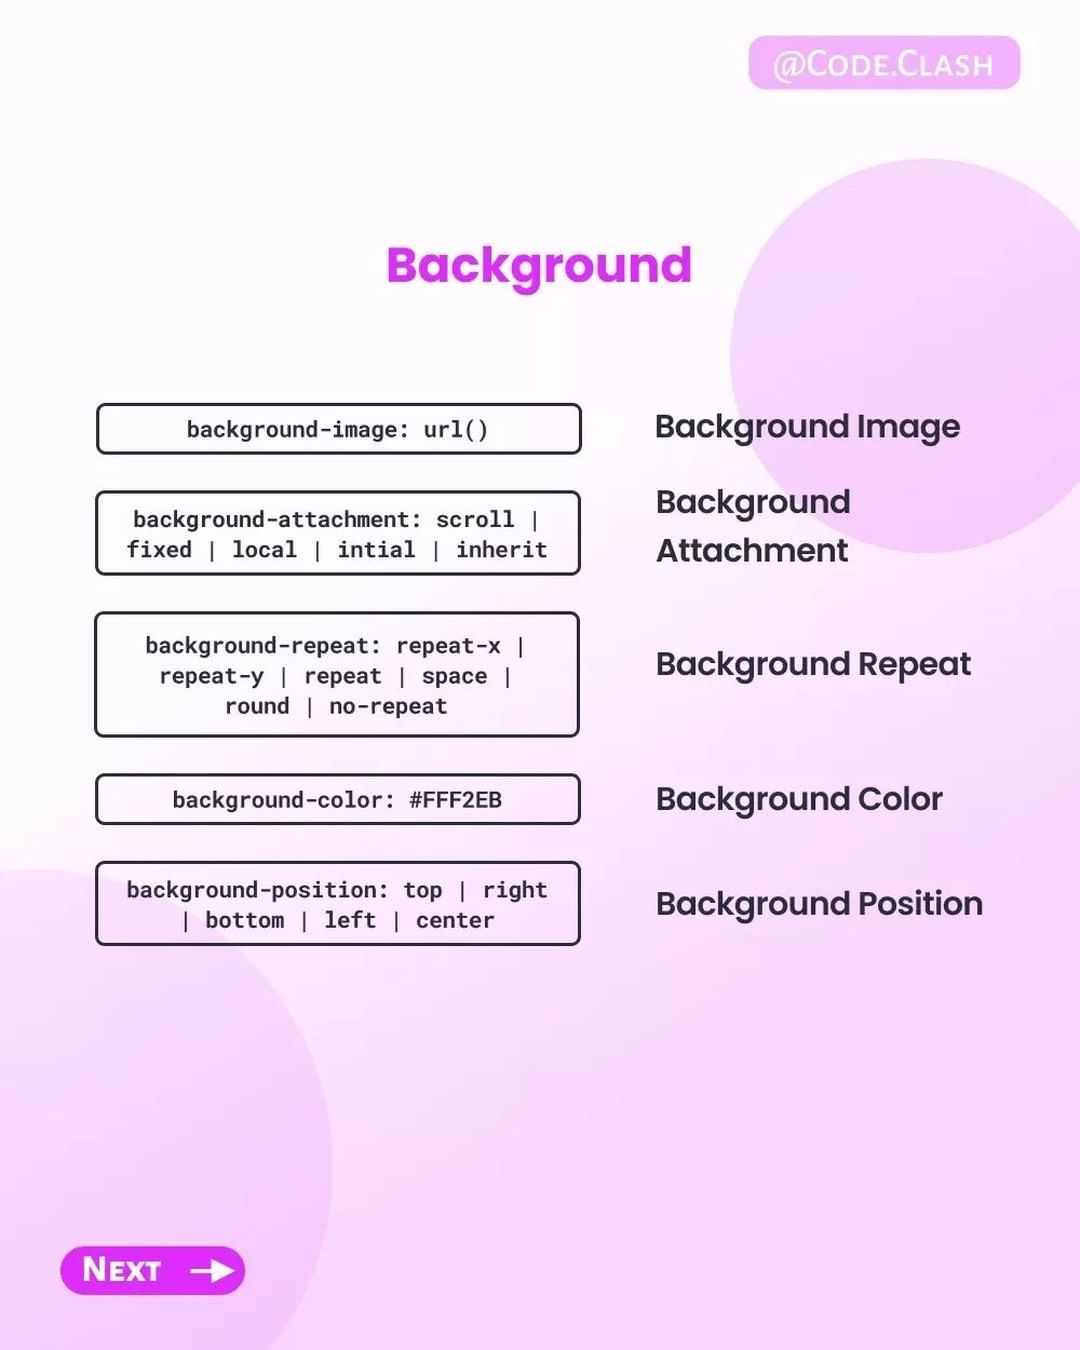 @CODE.CLASH
Background
background-image: url()
Background Image
background-attachment: scroll |
fixed | local | intial | inherit
Background
Attachment
background-repeat: repeat-x |
repeat-y | repeat | space |
round | no-repeat
Background Repeat
background-color: #FFF2EB
Background Color
background-position: top | right
| bottom | left | center
Background Position
NEXT